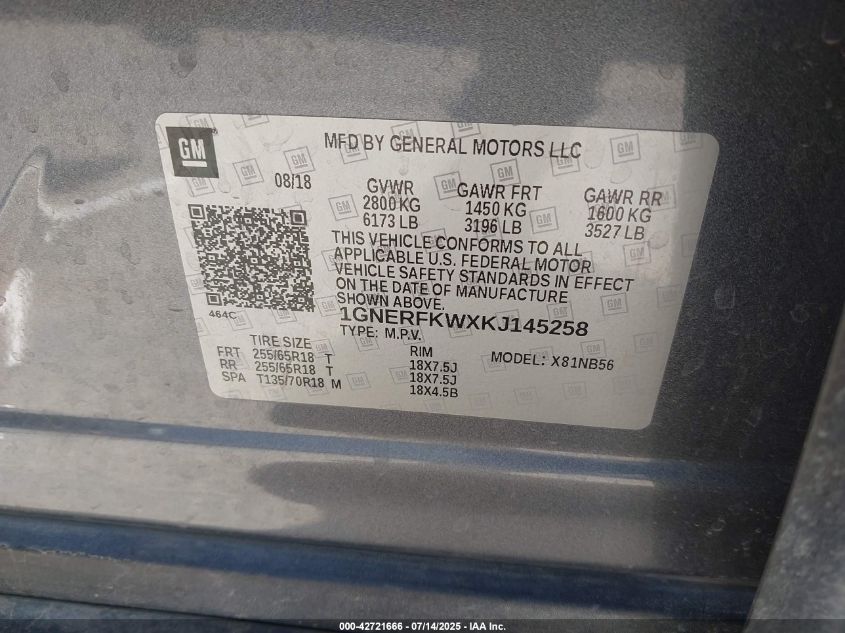 GM
MFD BY GENERAL MOTORS LLC
08/18
GVWR
2800 KG
6173 LB
GAWR FRT
1450 KG
3196 LB
GAWR RR
1600 KG
3527 LB
THIS VEHICLE CONFORMS TO ALL
APPLICABLE U.S. FEDERAL MOTOR
VEHICLE SAFETY STANDARDS IN EFFECT
ON THE DATE OF MANUFACTURE
SHOWN ABOVE.
464C
1GNERFKWXKJ145258
TYPE: M.P.V.
MODEL: X81NB56
TIRE SIZE
RIM
FRT 255/65R18 T 18X7.5J
RR 255/65R18 T 18X7.5J
SPA T135/70R18 M 18X4.5B
000-42721666 - 07/14/2025 - IAA Inc.